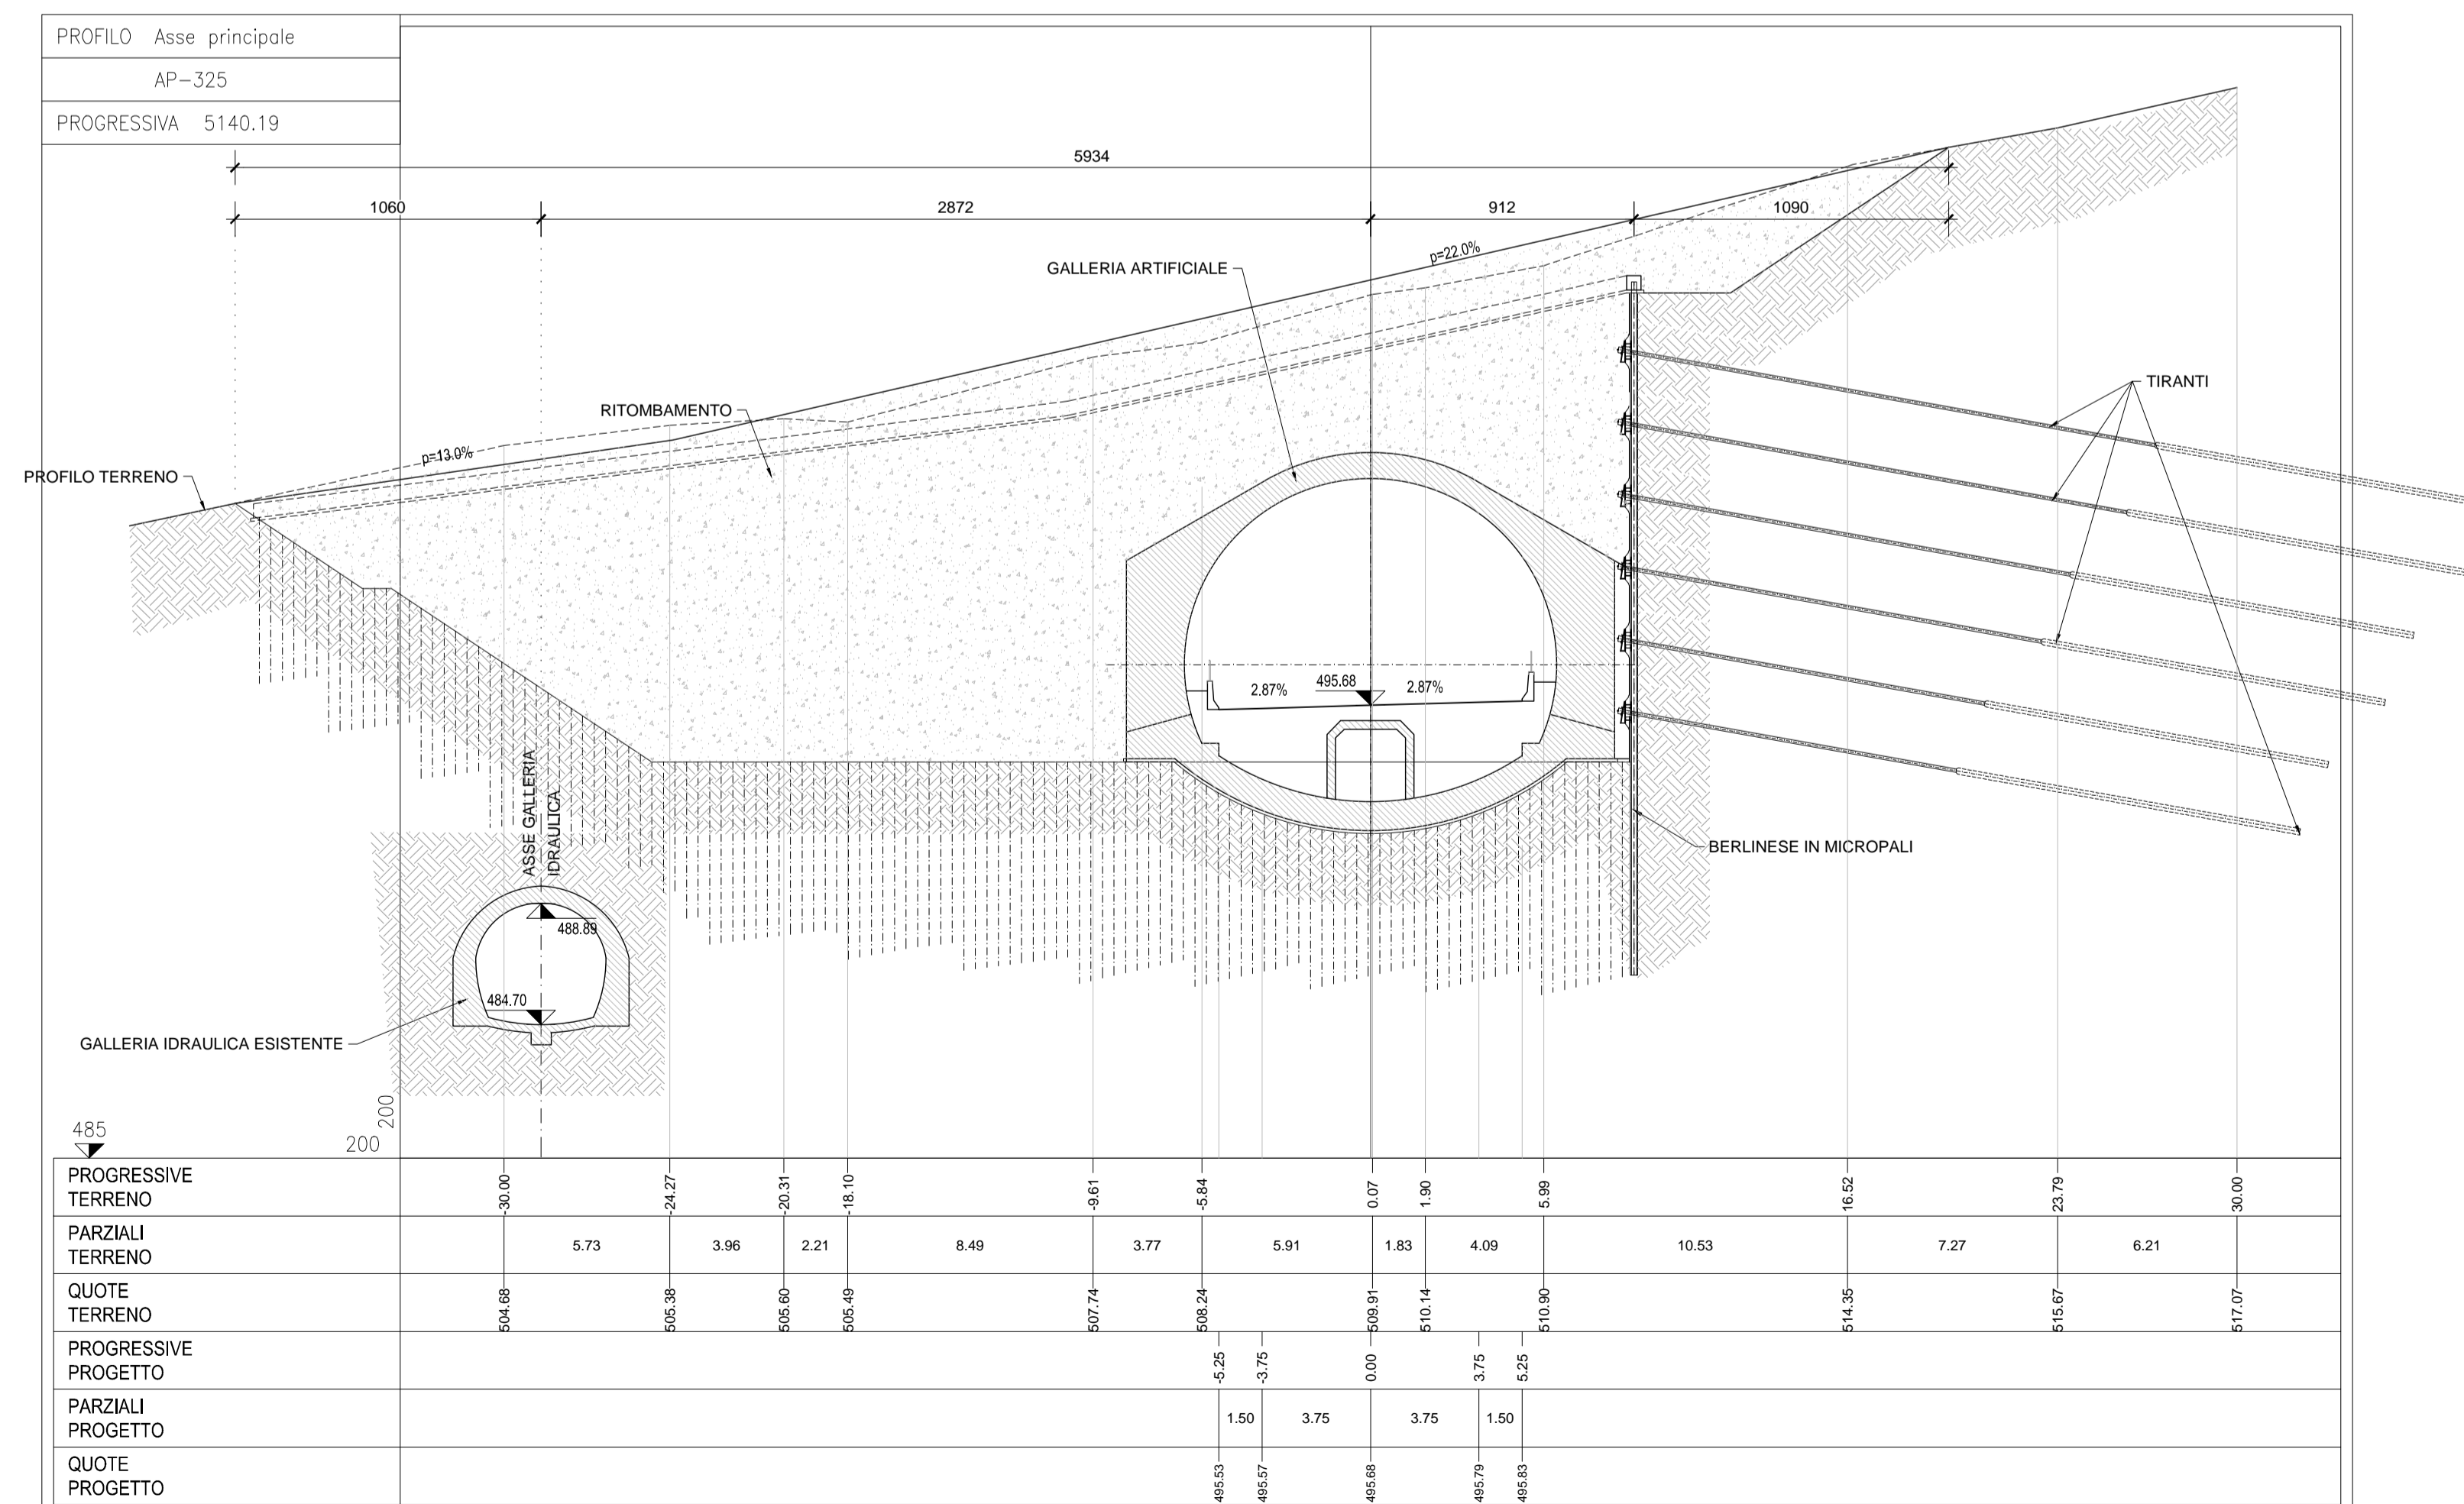 PROFILO Asse principale
AP-325
PROGRESSIVA 5140.19
5934
1060
2872
912
1090
p=22.0%
GALLERIA ARTIFICIALE
TIRANTI
RITOMBAMENTO
p=13.0%
PROFILO TERRENO
2.87%
495.68
2.87%
ASSE GALLERIA
IDRAULICA
BERLINESE IN MICROPALI
488.89
484.70
GALLERIA IDRAULICA ESISTENTE
200
485
200
PROGRESSIVE
TERRENO
-30.00 -24.27 -20.31 -18.10 -9.61 -5.84 0.07 1.90 5.99 16.52 23.79 30.00
PARZIALI
TERRENO
5.73 3.96 2.21 8.49 3.77 5.91 1.83 4.09 10.53 7.27 6.21
QUOTE
TERRENO
504.68 505.38 505.60 505.49 507.74 508.24 509.91 510.14 510.90 514.35 515.67 517.07
PROGRESSIVE
PROGETTO
-5.25 -3.75 0.00 3.75 5.25
PARZIALI
PROGETTO
1.50 3.75 3.75 1.50
QUOTE
PROGETTO
495.53 495.57 495.68 495.79 495.83